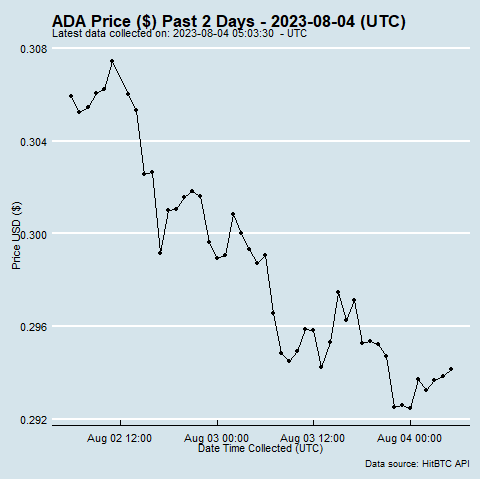 ADA Price ($) Past 2 Days - 2023-08-04 (UTC)
Latest data collected on: 2023-08-04 05:03:30 - UTC
0.308
0.304
0.300
0.296
0.292
Price USD ($)
Aug 02 12:00
Aug 03 00:00
Aug 03 12:00
Aug 04 00:00
Date Time Collected (UTC)
Data source: HitBTC API